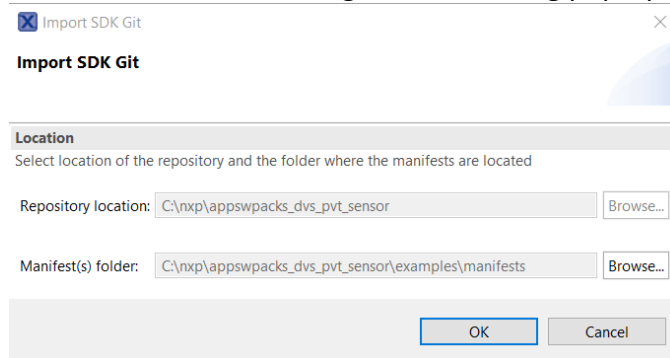 Import SDK Git
Import SDK Git
Location
Select location of the repository and the folder where the manifests are located
Repository location: C:\nxp\appswpacks_dvs_pvt_sensor Browse...
Manifest(s) folder: C:\nxp\appswpacks_dvs_pvt_sensor\examples\manifests Browse...
OK Cancel